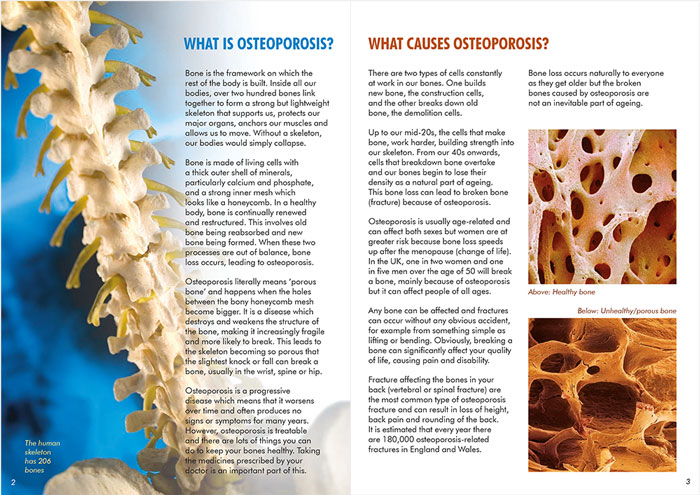 WHAT IS OSTEOPOROSIS?
Bone is the framework on which the
rest of the body is built. Inside all our
bodies, over two hundred bones link
together to form a strong but lightweight
skeleton that supports us, protects our
major organs, anchors our muscles and
allows us to move. Without a skeleton,
our bodies would simply collapse.
Bone is made of living cells with
a thick outer shell of minerals,
particularly calcium and phosphate,
and a strong inner mesh which
looks like a honeycomb. In a healthy
body, bone is continually renewed
and restructured. This involves old
bone being reabsorbed and new
bone being formed. When these two
processes are out of balance, bone
loss occurs, leading to osteoporosis.
Osteoporosis literally means ‘porous
bone’ and happens when the holes
between the bony honeycomb mesh
become bigger. It is a disease which
destroys and weakens the structure of
the bone, making it increasingly fragile
and more likely to break. This leads to
the skeleton becoming so porous that
the slightest knock or fall can break a
bone, usually in the wrist, spine or hip.
Osteoporosis is a progressive
disease which means that it worsens
over time and often produces no
signs or symptoms for many years.
However, osteoporosis is treatable
and there are lots of things you can
do to keep your bones healthy. Taking
the medicines prescribed by your
doctor is an important part of this.
The human
skeleton
has 206
bones
2
WHAT CAUSES OSTEOPOROSIS?
There are two types of cells constantly
at work in our bones. One builds
new bone, the construction cells,
and the other breaks down old
bone, the demolition cells.
Up to our mid-20s, the cells that make
bone, work harder, building strength into
our skeleton. From our 40s onwards,
cells that breakdown bone overtake
and our bones begin to lose their
density as a natural part of ageing.
This bone loss can lead to broken bone
(fracture) because of osteoporosis.
Osteoporosis is usually age-related and
can affect both sexes but women are at
greater risk because bone loss speeds
up after the menopause (change of life).
In the UK, one in two women and one
in five men over the age of 50 will break
a bone, mainly because of osteoporosis
but it can affect people of all ages.
Any bone can be affected and fractures
can occur without any obvious accident,
for example from something simple as
lifting or bending. Obviously, breaking a
bone can significantly affect your quality
of life, causing pain and disability.
Fracture affecting the bones in your
back (vertebral or spinal fracture) are
the most common type of osteoporosis
fracture and can result in loss of height,
back pain and rounding of the back.
It is estimated that every year there
are 180,000 osteoporosis-related
fractures in England and Wales.
Bone loss occurs naturally to everyone
as they get older but the broken
bones caused by osteoporosis are
not an inevitable part of ageing.
Above: Healthy bone
Below: Unhealthy/porous bone
3